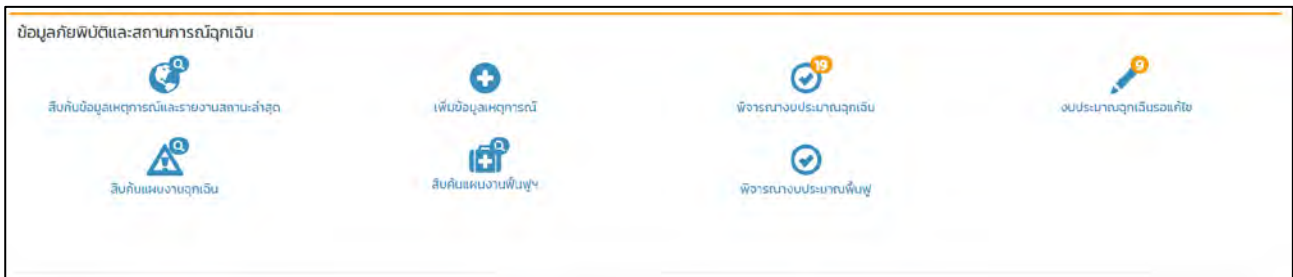 ข้อมูลภัยพิบัติและสถานการณ์ฉุกเฉิน
19
9
สืบค้นข้อมูลเหตุการณ์และรายงานสถานะล่าสุด
เพิ่มข้อมูลเหตุการณ์
พิจารณางบประมาณฉุกเฉิน
งบประมาณฉุกเฉินรอแก้ไข
สืบค้นแผนงานฉุกเฉิน
สืบค้นแผนงานฟื้นฟูฯ
พิจารณางบประมาณฟื้นฟู